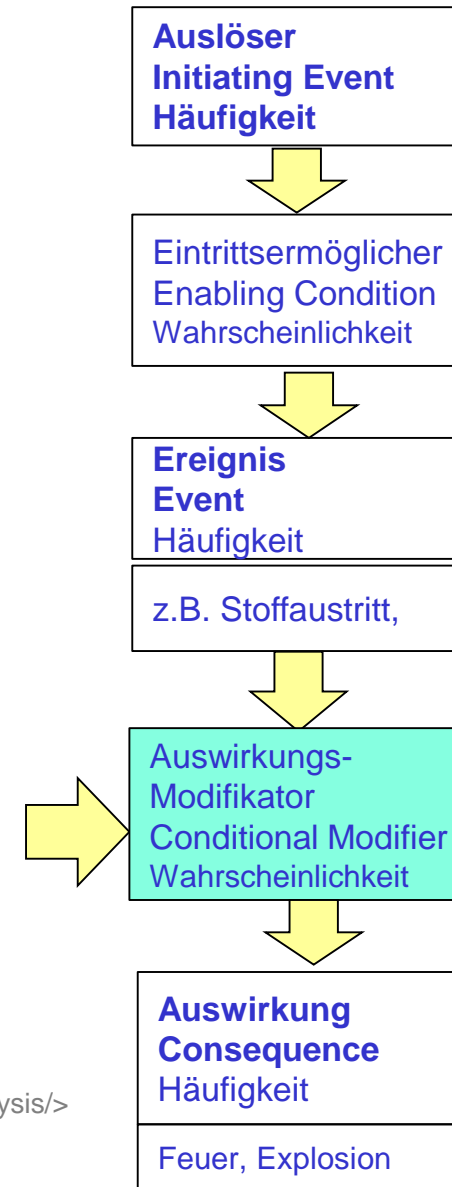 Auslöser
Initiating Event
Häufigkeit
Eintrittsermöglicher
Enabling Condition
Wahrscheinlichkeit
Ereignis
Event
Häufigkeit
z.B. Stoffaustritt,
Auswirkungs-
Modifikator
Conditional Modifier
Wahrscheinlichkeit
Auswirkung
Consequence
Häufigkeit
ysis/>
Feuer, Explosion